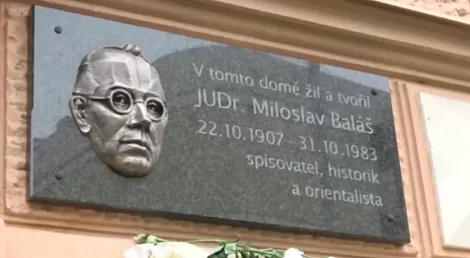 V tomto domě žil a tvořil
JUDr. Miloslav Baláš
22.10.1907 – 31.10.1983
spisovatel, historik
a orientalista